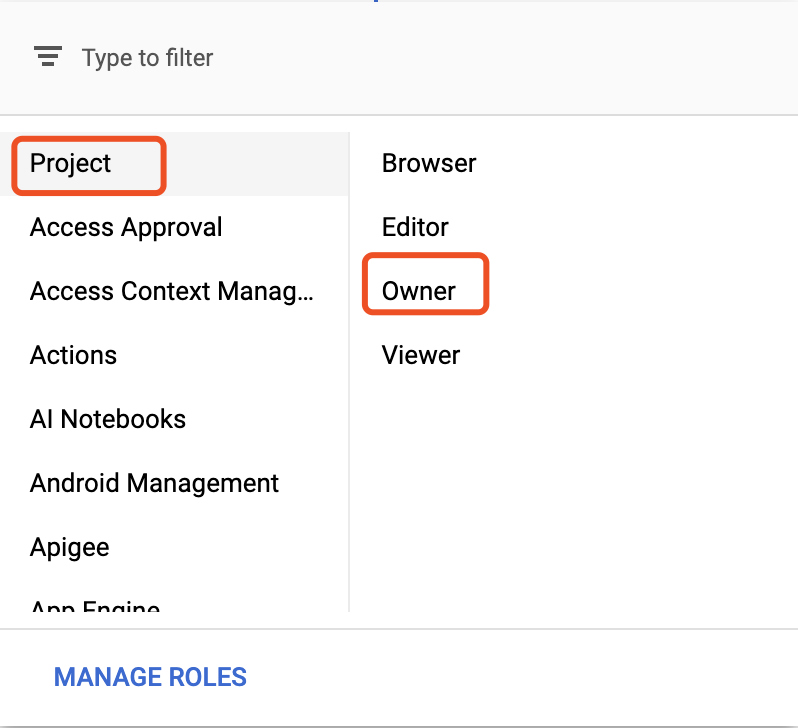 Type to filter
Project
Access Approval
Access Context Manag...
Actions
AI Notebooks
Android Management
Apigee
App Engine
Browser
Editor
Owner
Viewer
MANAGE ROLES